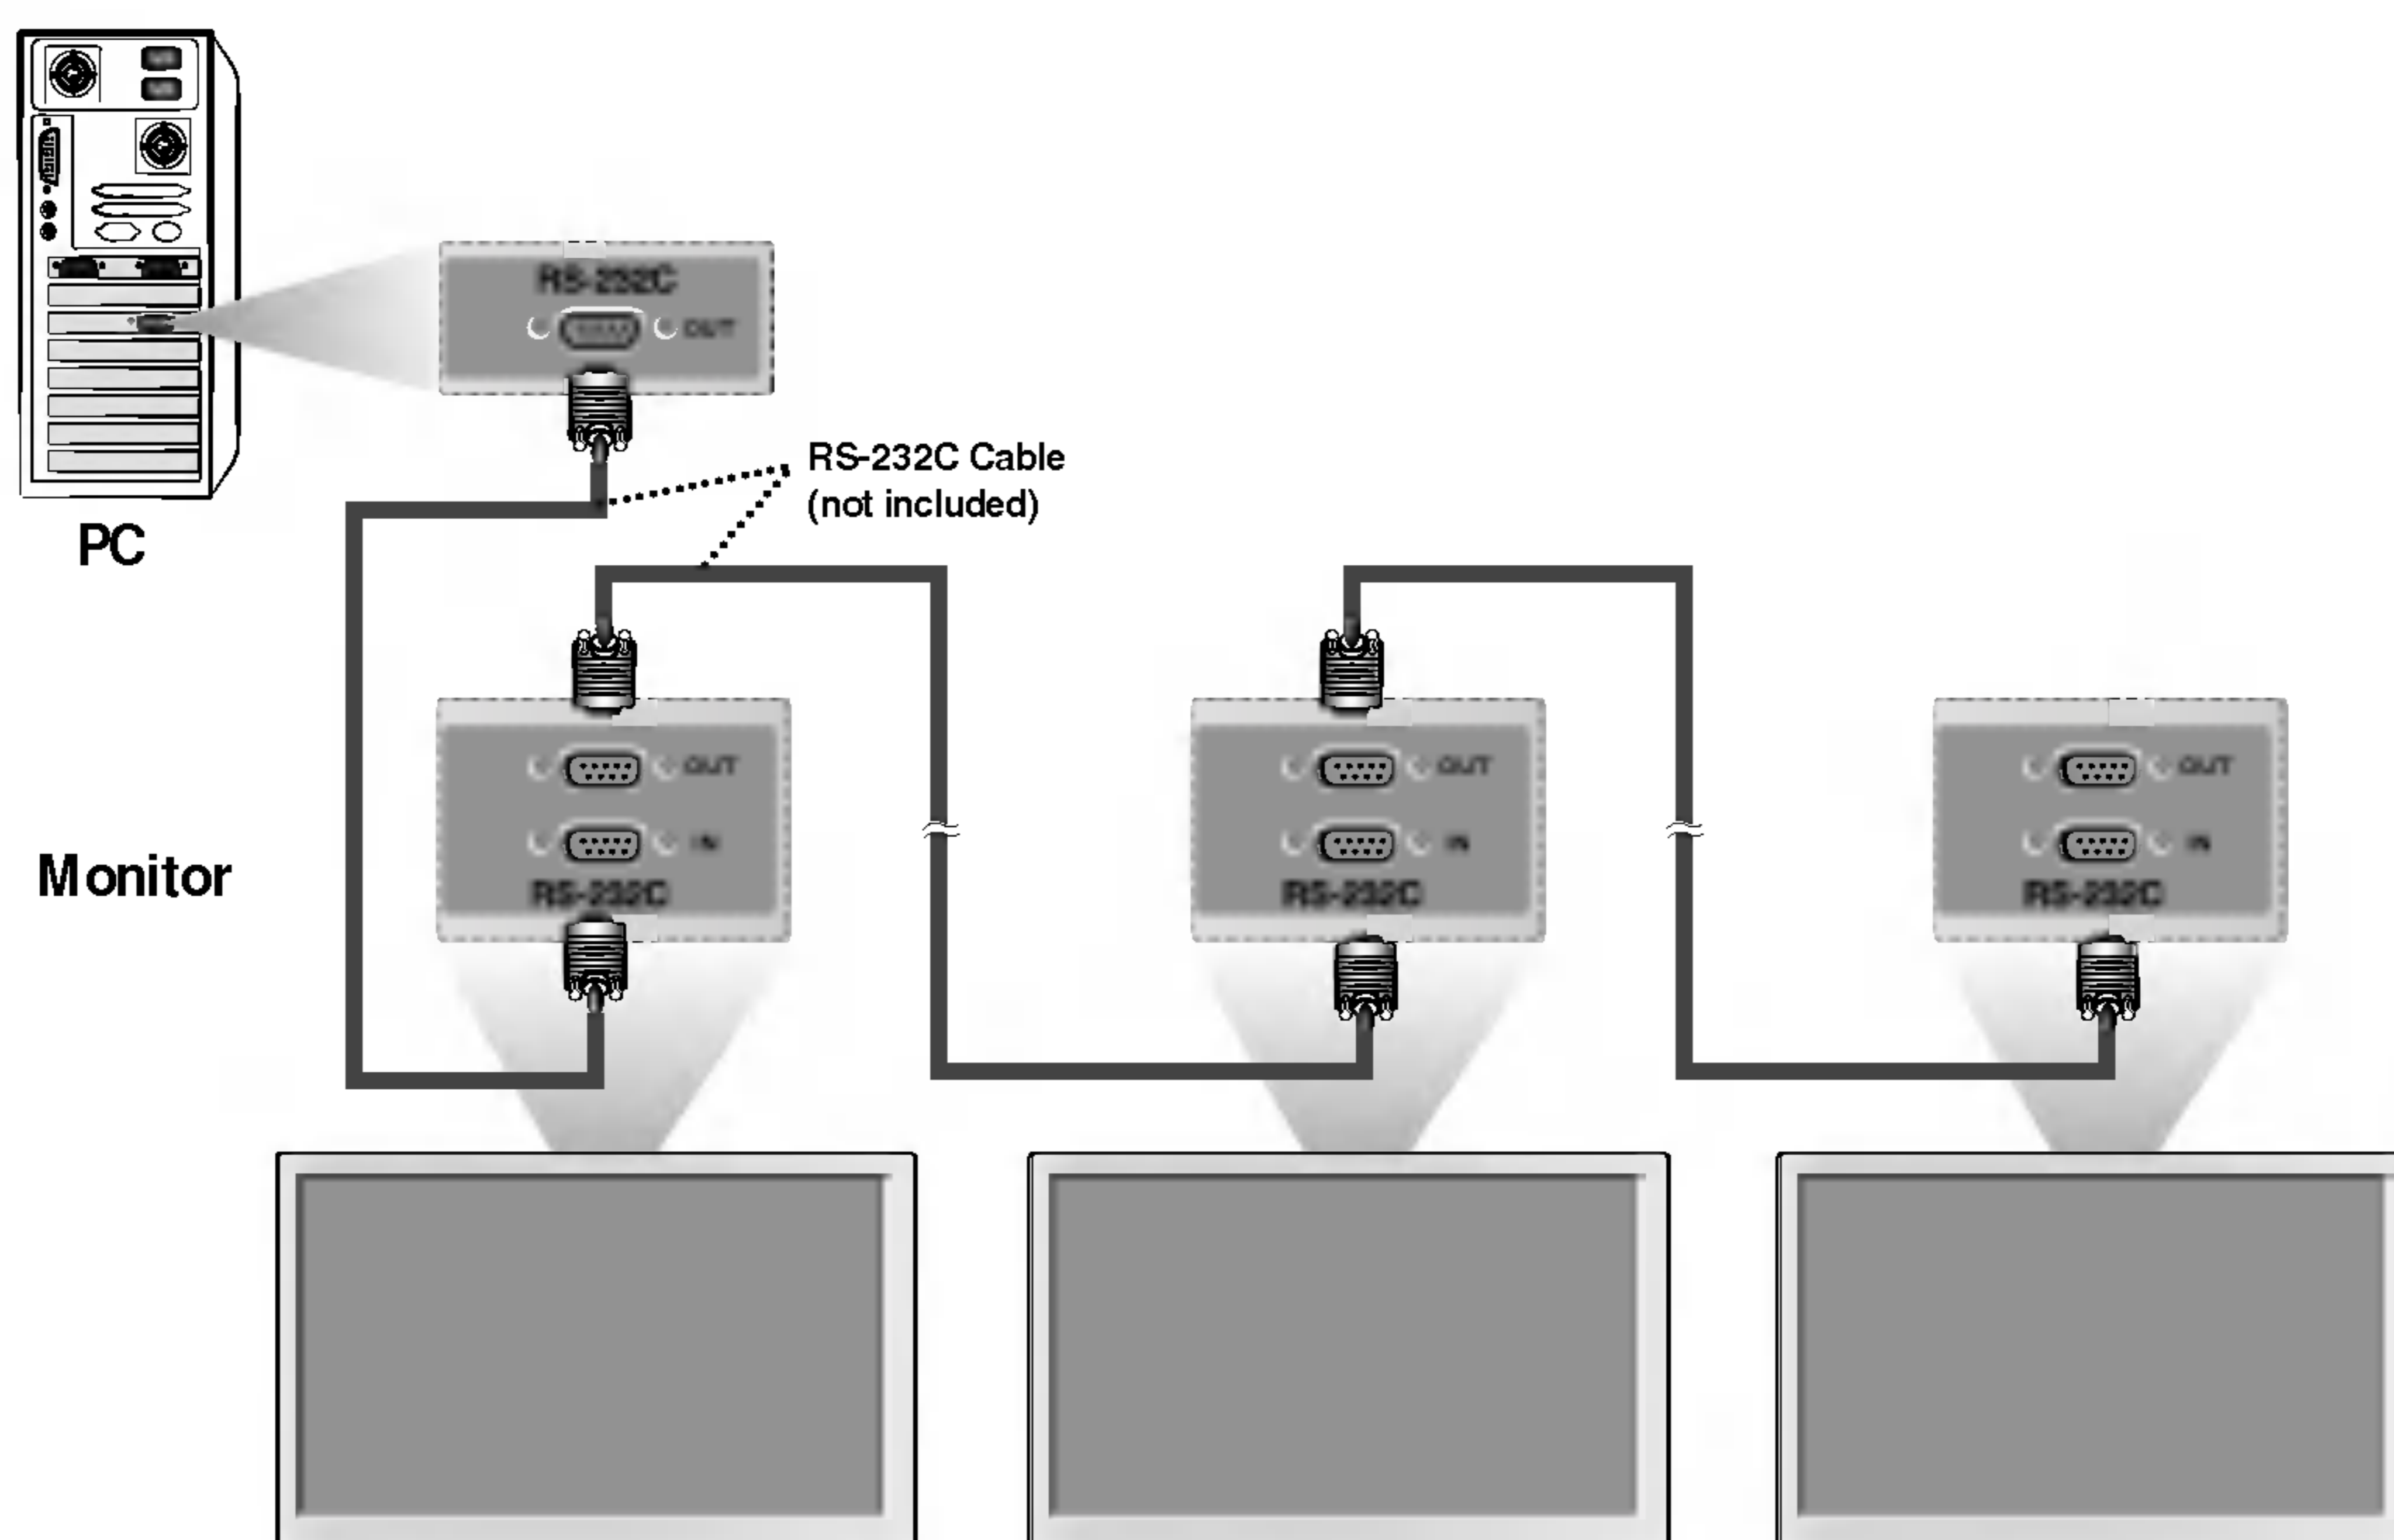 RS-232C
OUT
RS-232C Cable
(not included)
PC
OUT
OUT
OUT
IN
IN
IN
Monitor
RS-232C
RS-232C
RS-232C